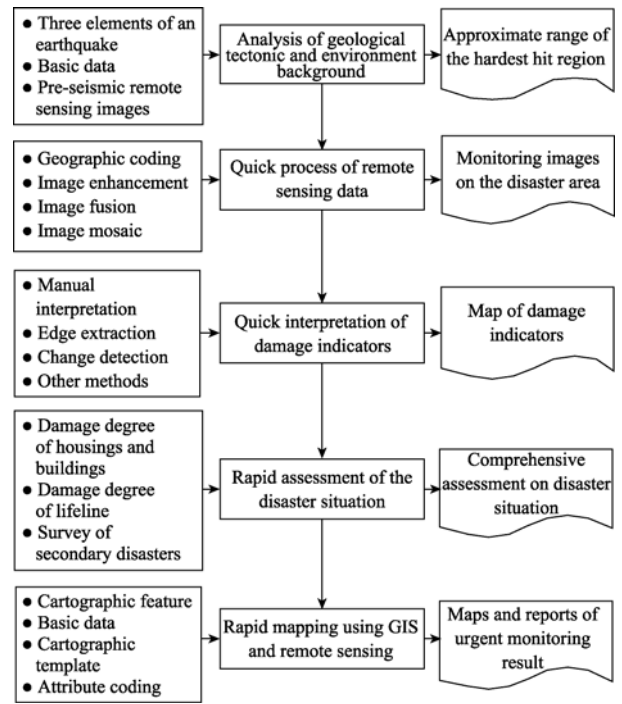 ● Three elements of an
earthquake
● Basic data
● Pre-seismic remote
sensing images
Analysis of geological
tectonic and environment
background
Approximate range of
the hardest hit region
● Geographic coding
● Image enhancement
● Image fusion
● Image mosaic
Quick process of remote
sensing data
Monitoring images
on the disaster area
● Manual
interpretation
● Edge extraction
● Change detection
● Other methods
Quick interpretation of
damage indicators
Map of damage
indicators
● Damage degree
of housings and
buildings
● Damage degree
of lifeline
● Survey of
secondary disasters
Rapid assessment of the
disaster situation
Comprehensive
assessment on disaster
situation
● Cartographic feature
● Basic data
● Cartographic
template
● Attribute coding
Rapid mapping using GIS
and remote sensing
Maps and reports of
urgent monitoring
result